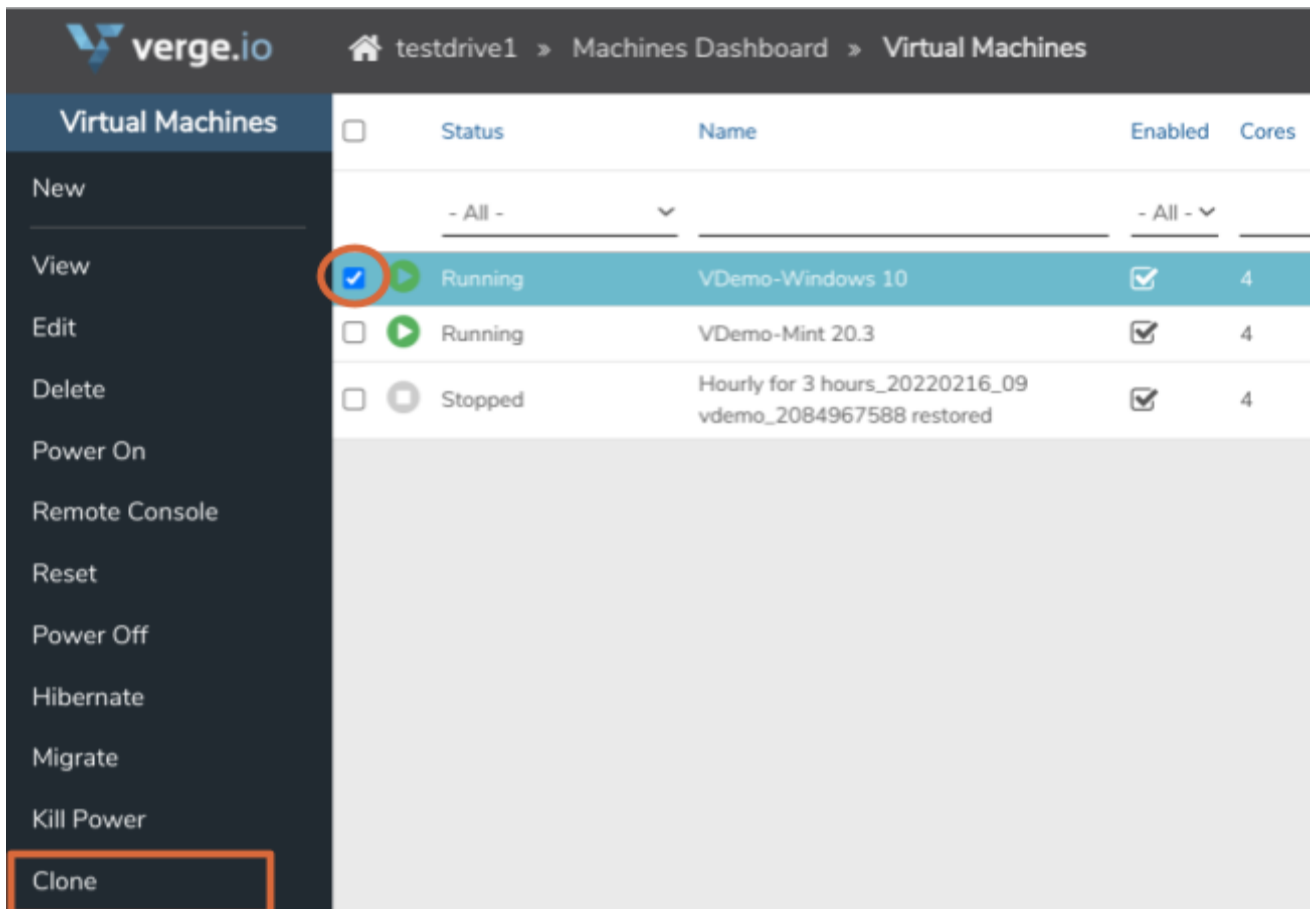 verge.io
testdrive1 » Machines Dashboard » Virtual Machines
Virtual Machines
New
View
Edit
Delete
Power On
Remote Console
Reset
Power Off
Hibernate
Migrate
Kill Power
Clone
Status Name Enabled Cores
- All - - All -
Running VDemo-Windows 10 4
Running VDemo-Mint 20.3 4
Stopped Hourly for 3 hours_20220216_09 4
vdemo_2084967588 restored